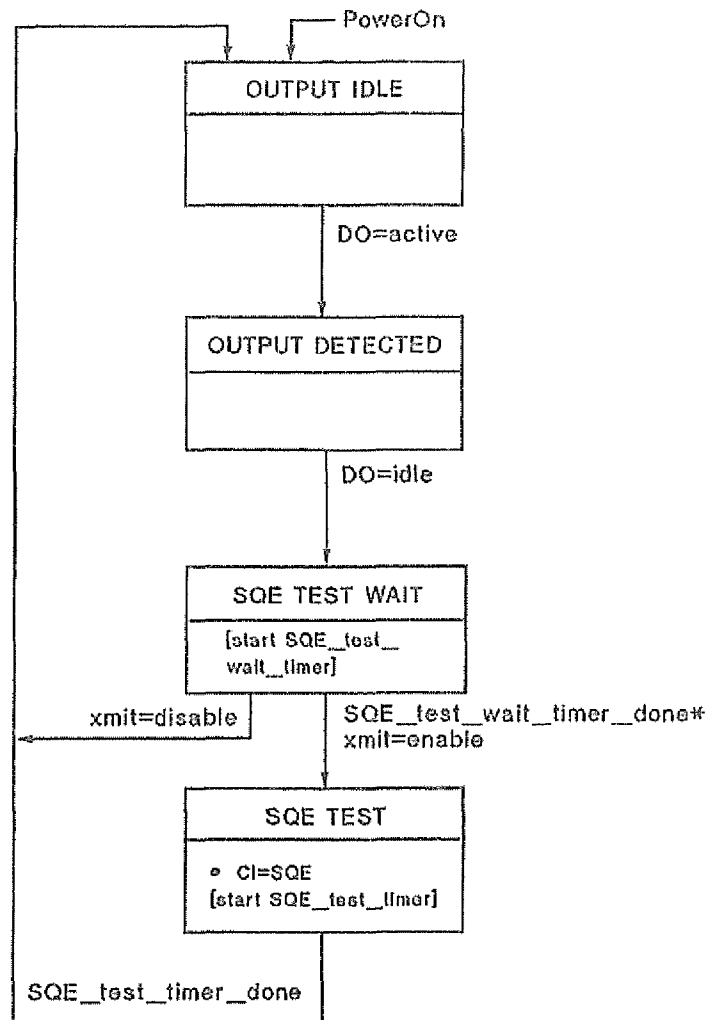 PowerOn
OUTPUT IDLE
DO=active
OUTPUT DETECTED
DO=idle
SQE TEST WAIT
[start SQE_test_
wait_timer]
xmit=disable
SQE_test_wait_timer_done*
xmit=enable
SQE TEST
• CI=SQE
[start SQE_test_timer]
SQE_test_timer_done